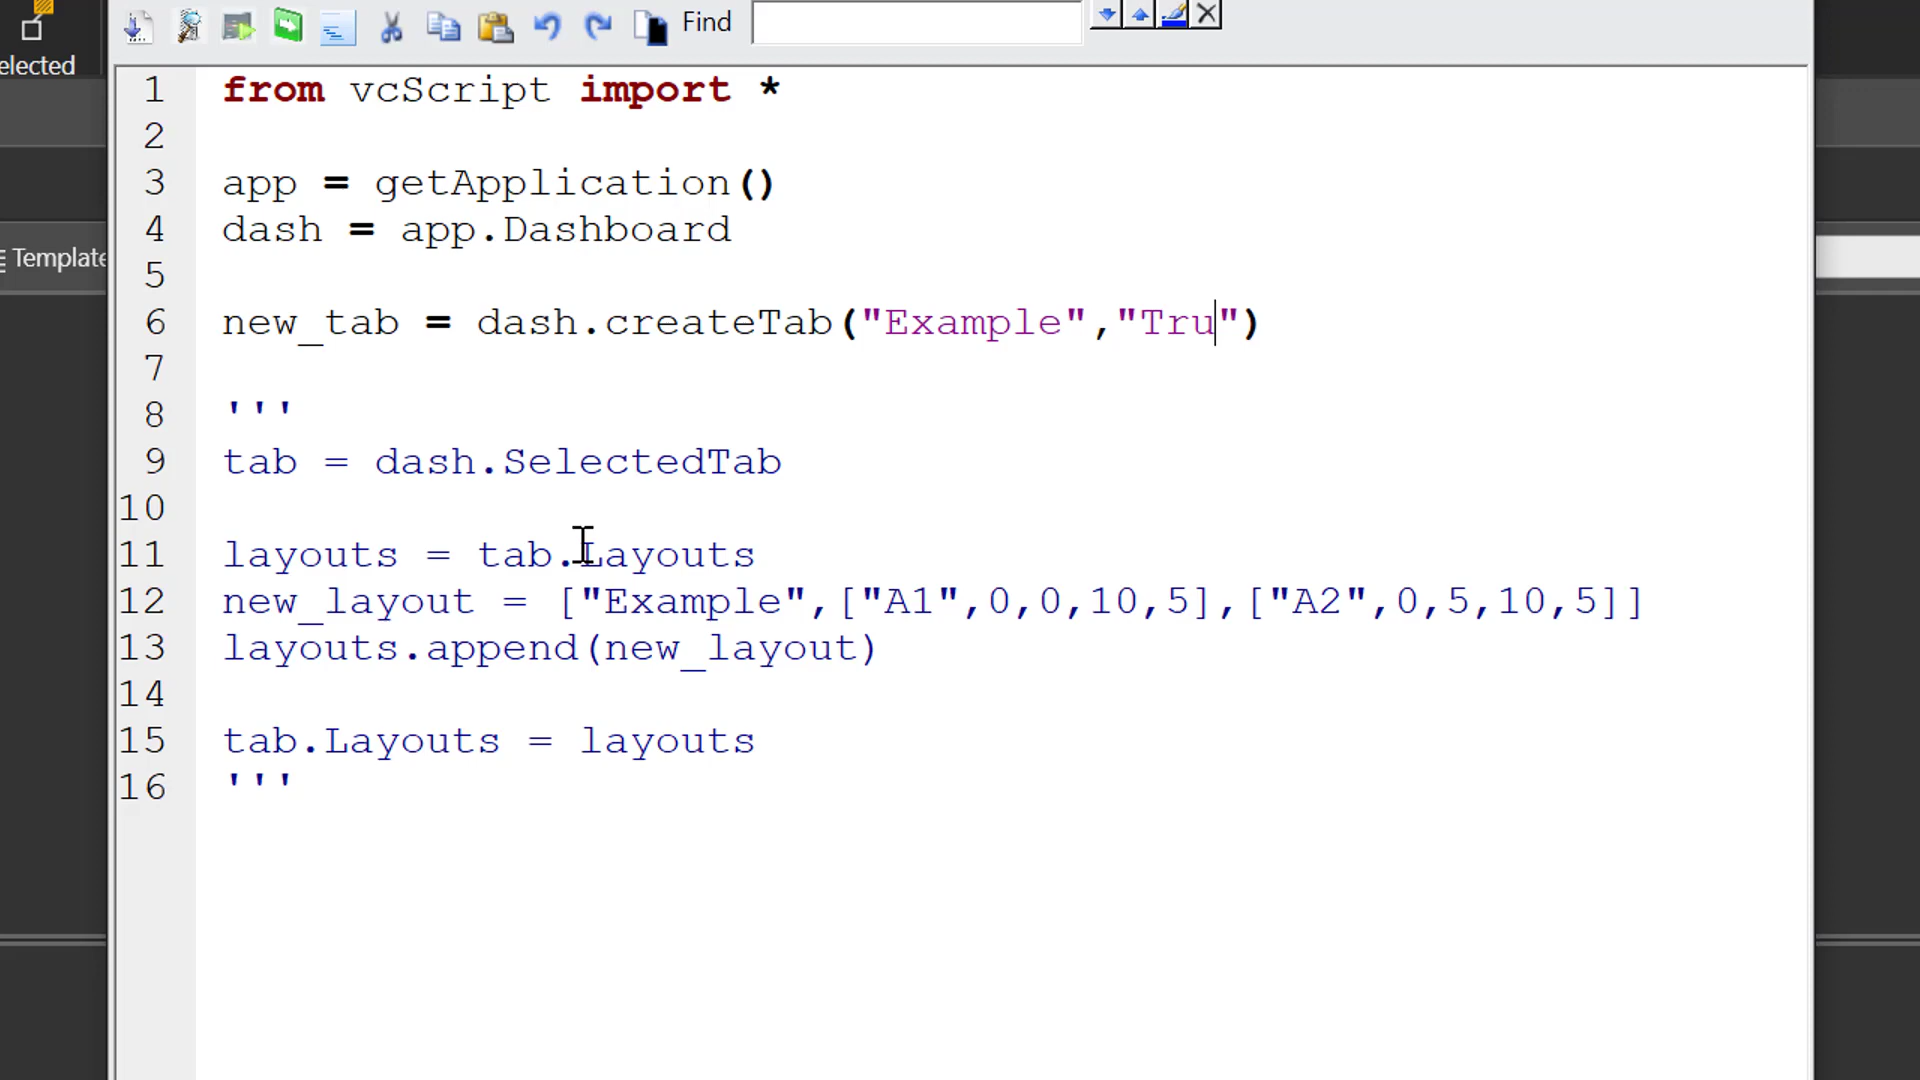 Find
elected
Template
1 from vcScript import *
2
3 app = getApplication()
4 dash = app.Dashboard
5
6 new_tab = dash.createTab("Example","Tru")
7
8 '''
9 tab = dash.SelectedTab
10
11 layouts = tab.Layouts
12 new_layout = ["Example",["A1",0,0,10,5],["A2",0,5,10,5]]
13 layouts.append(new_layout)
14
15 tab.Layouts = layouts
16 '''